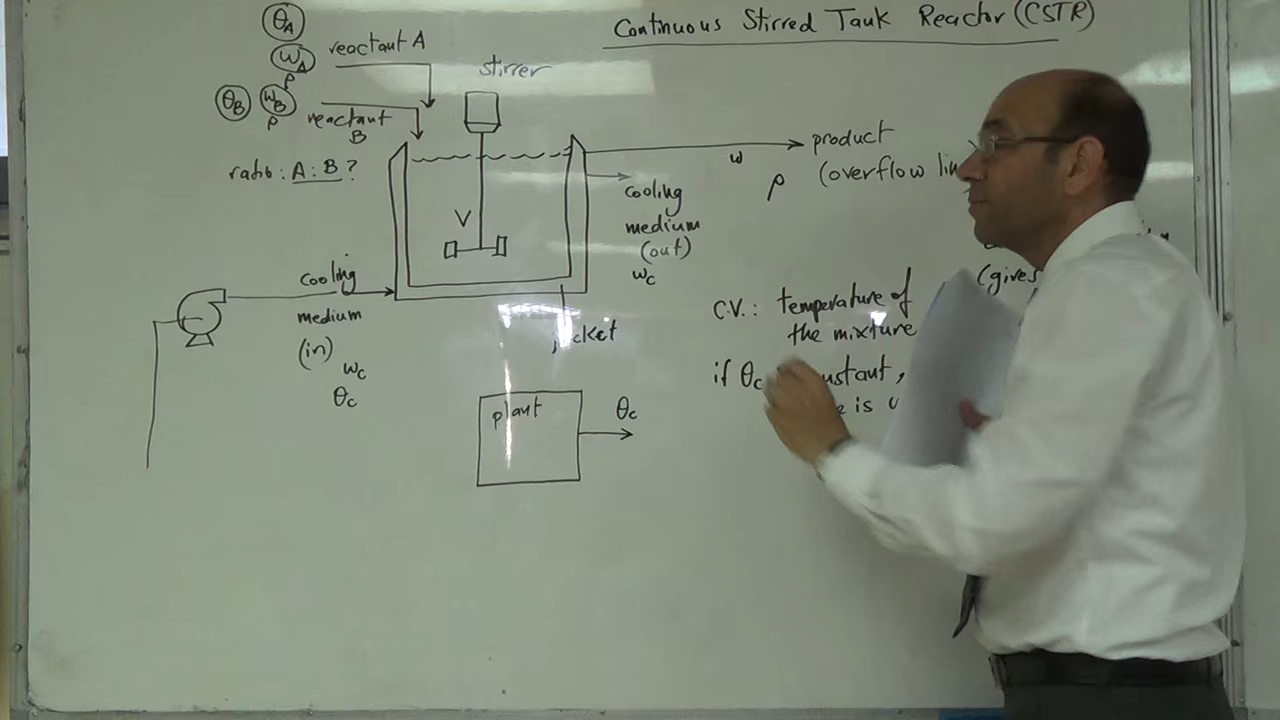 Continuous Stirred Tank Reactor (CSTR)
θA
wA
ρ
reactant A
θB wB
ρ
reactant
B
ratio: A:B?
stirrer
V
w
ρ
product
(overflow
cooling
medium
(out)
wc
cooling
medium
(in)
wc
θc
plant
θc
(gives
C.V.: temperature of
the mixture
if θc
is